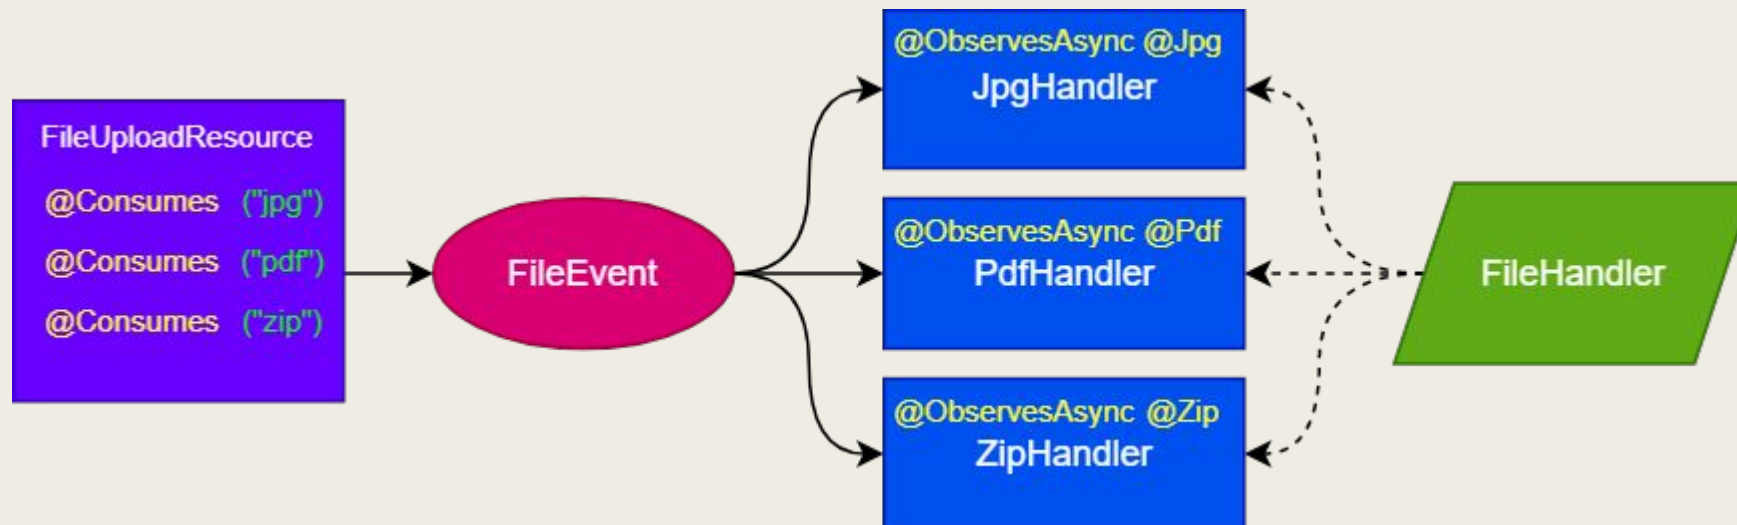 FileUploadResource
@Consumes ("jpg")
@Consumes ("pdf")
@Consumes ("zip")
FileEvent
@ObservesAsync @Jpg
JpgHandler
@ObservesAsync @Pdf
PdfHandler
@ObservesAsync @Zip
ZipHandler
FileHandler